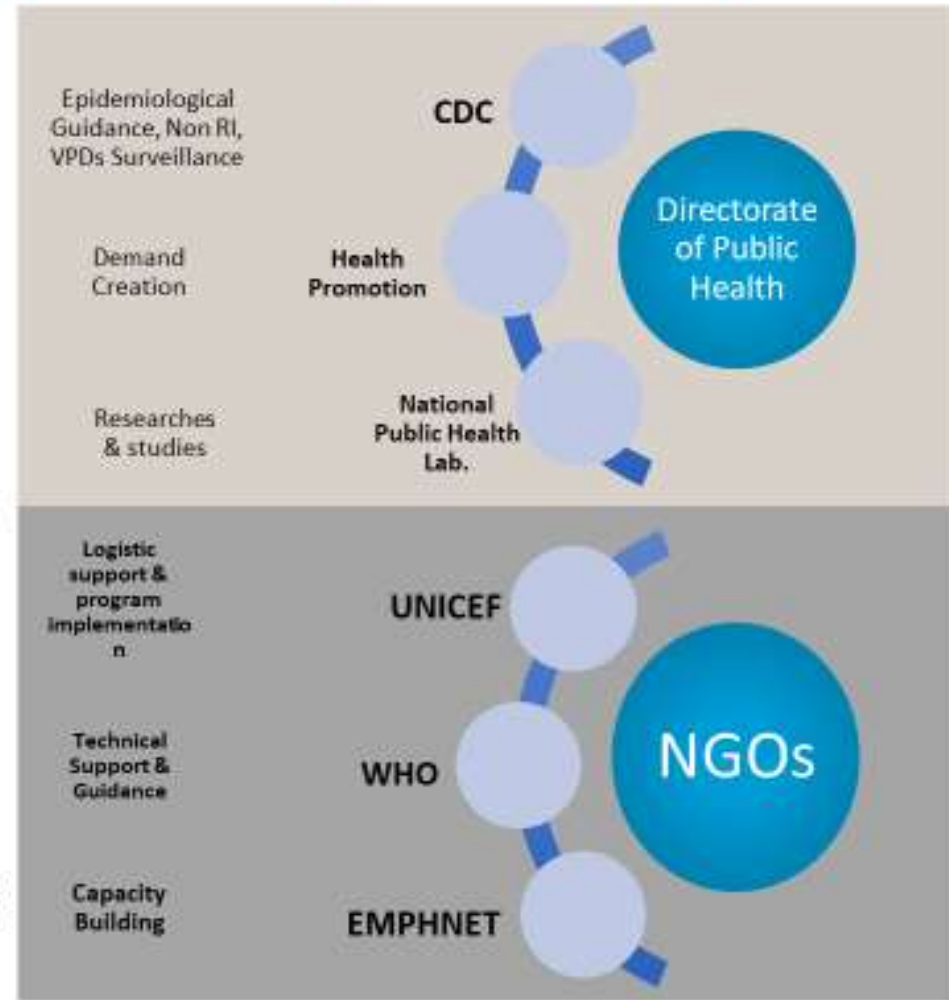 Epidemiological
Guidance, Non RI,
VPDs Surveillance
CDC
Directorate
of Public
Health
Demand
Creation
Health
Promotion
Researches
& studies
National
Public Health
Lab.
Logistic
support &
program
implementatio
n
UNICEF
NGOs
Technical
Support &
Guidance
WHO
Capacity
Building
EMPHNET